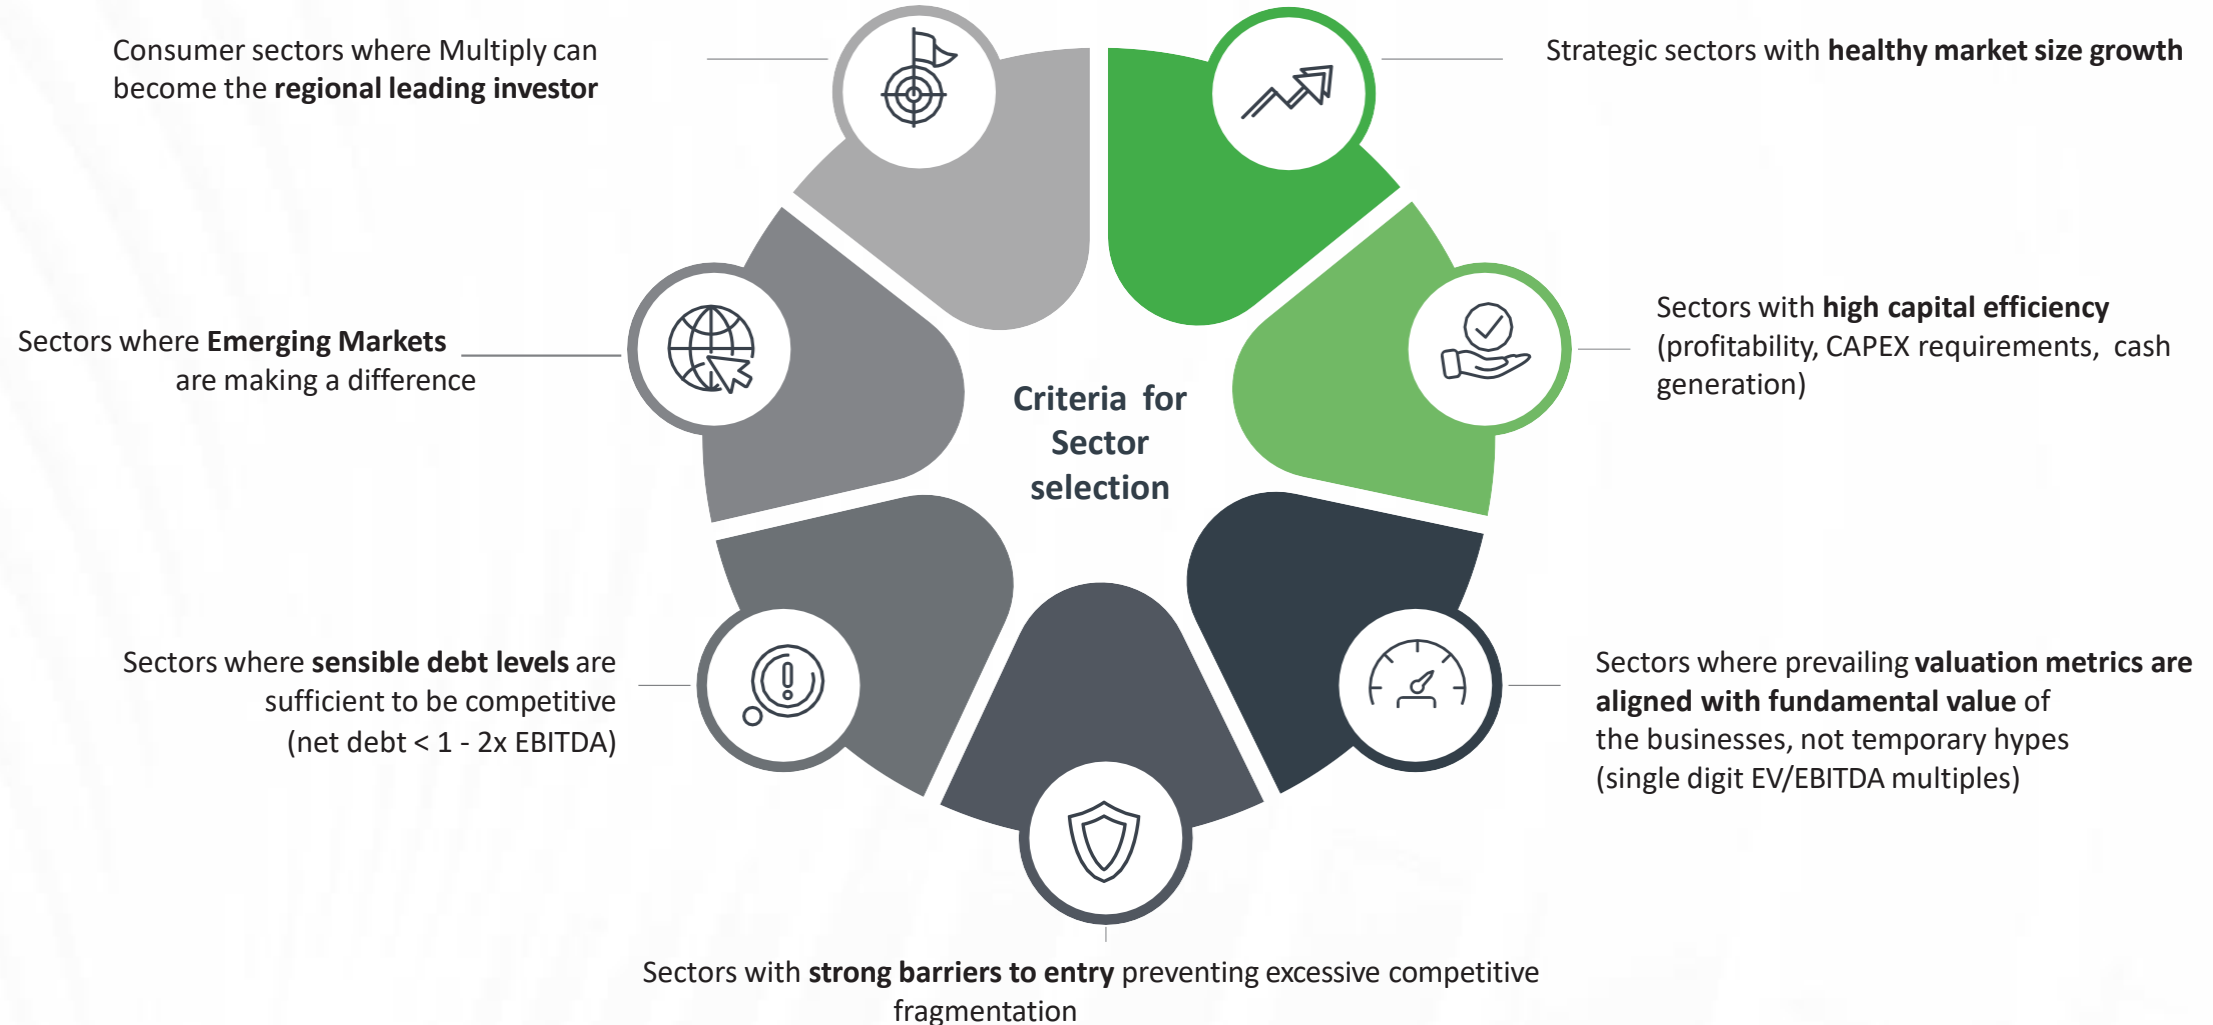 Consumer sectors where Multiply can
become the regional leading investor
Strategic sectors with healthy market size growth
Sectors where Emerging Markets
are making a difference
Sectors with high capital efficiency
(profitability, CAPEX requirements, cash
generation)
Criteria for
Sector
selection
Sectors where sensible debt levels are
sufficient to be competitive
(net debt < 1 - 2x EBITDA)
Sectors where prevailing valuation metrics are
aligned with fundamental value of
the businesses, not temporary hypes
(single digit EV/EBITDA multiples)
Sectors with strong barriers to entry preventing excessive competitive
fragmentation